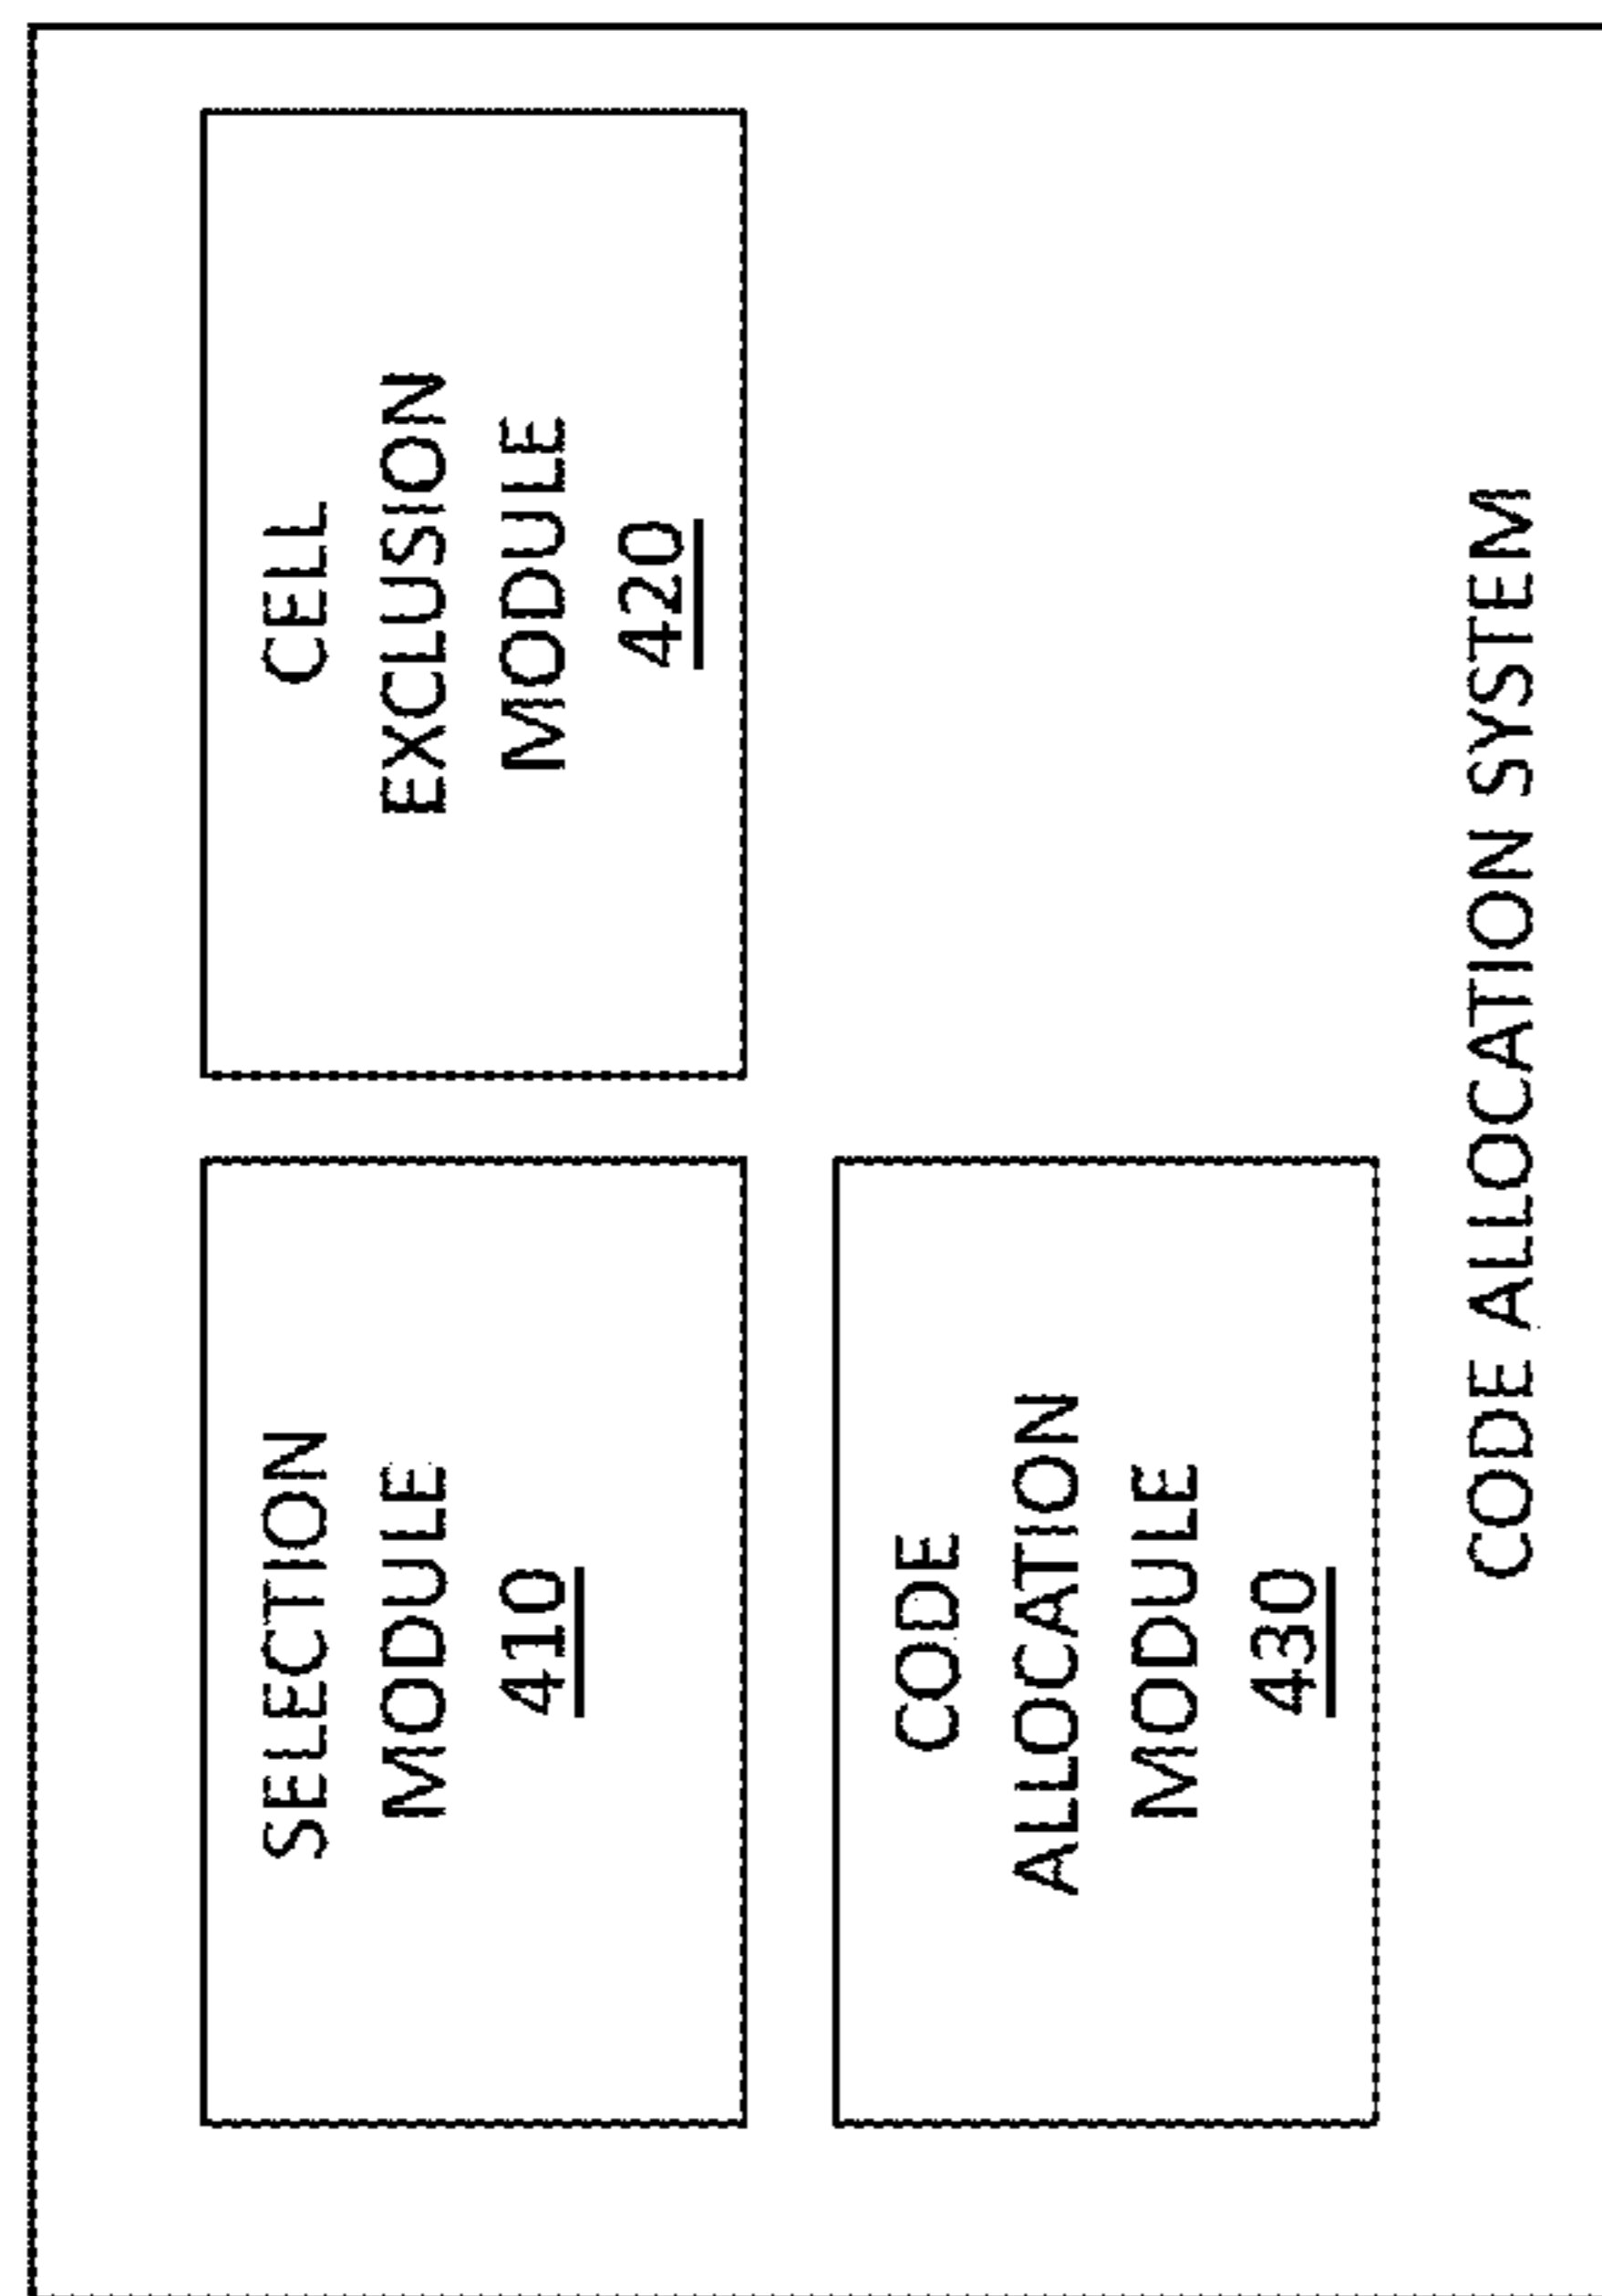 SELECTION
MODULE
410
CELL
EXCLUSION
MODULE
420
CODE
ALLOCATION
MODULE
430
CODE ALLOCATION SYSTEM